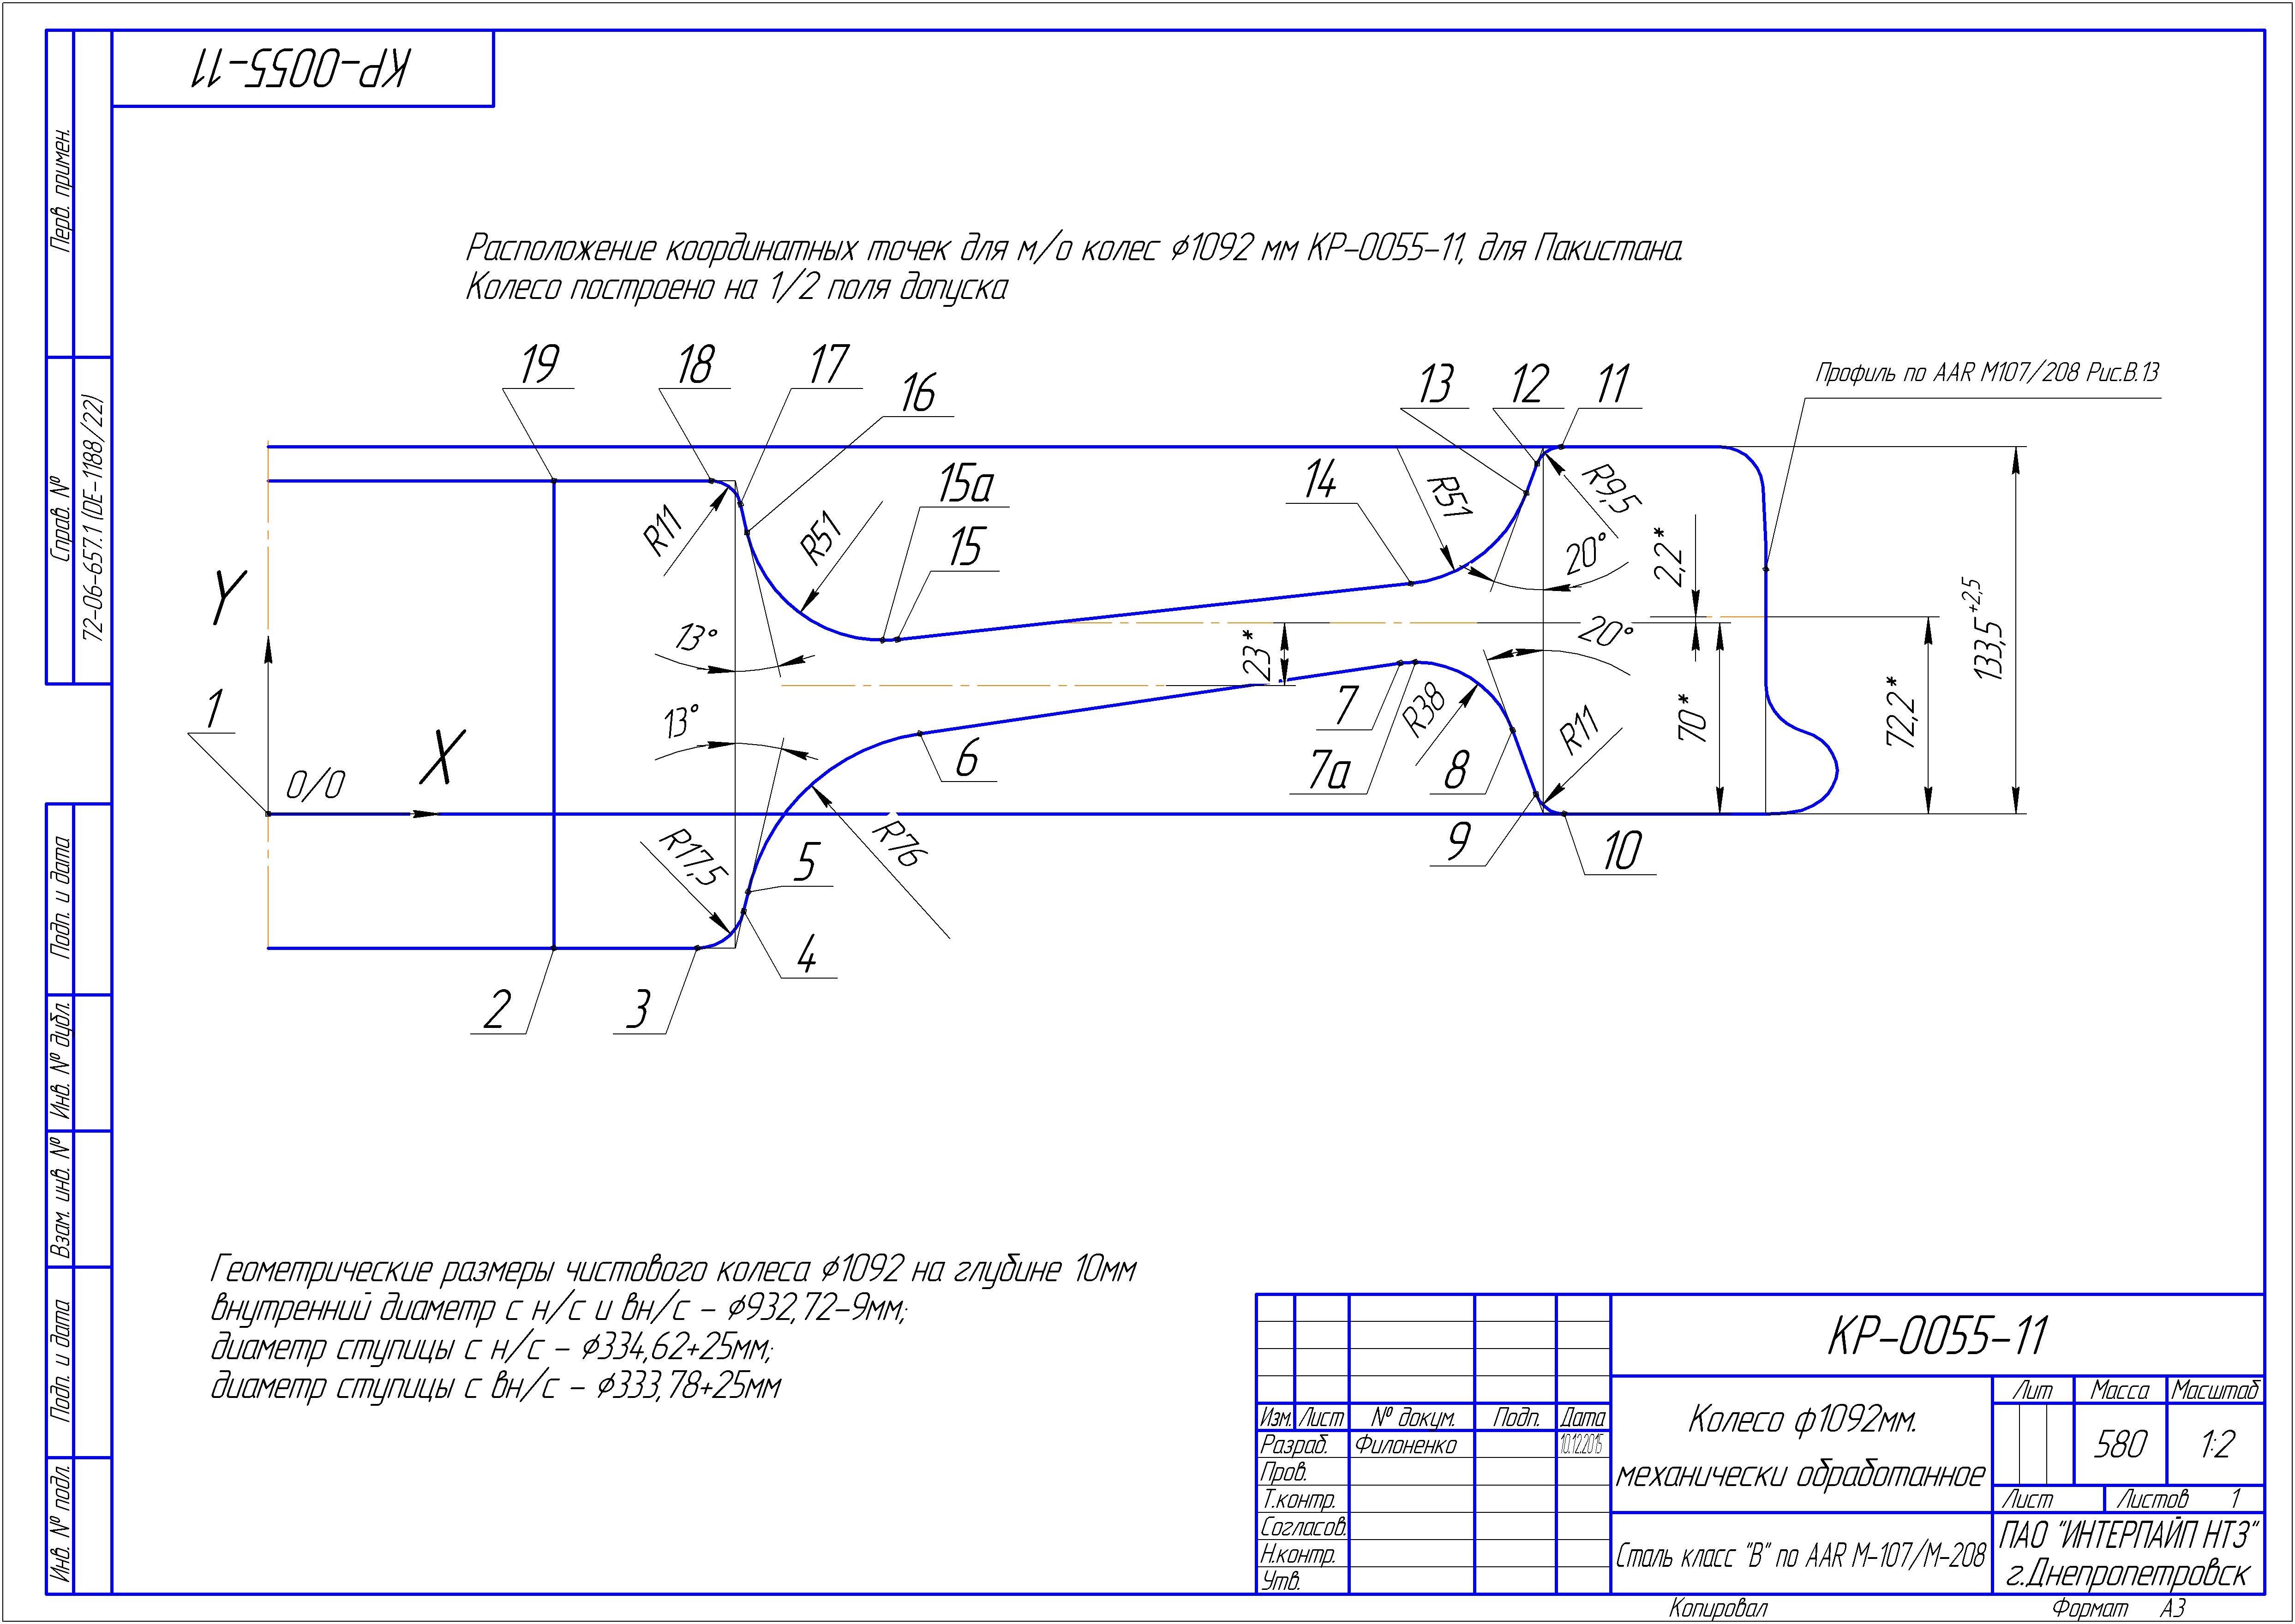 КР-0055-11
Перв. примен.
Справ. №
72-06-657.1 (DE-1188/22)
Подп. и дата
Инв. № дубл.
Взам. инв. №
Подп. и дата
Инв. № подл.
Расположение координатных точек для м/о колес ϕ1092 мм КР-0055-11, для Пакистана.
Колесо построено на 1/2 поля допуска
19
18
17
16
15а
15
14
13
12
11
Профиль по AAR M107/208 Рис.В.13
R11
R51
R51
R9,5
20°
2,2*
133,5 +2,5
Y
13°
23*
20°
1
13°
7
R38
R11
70*
72,2*
0/0
X
6
7а
8
R17,5
5
R76
9
10
4
2
3
Геометрические размеры чистового колеса ϕ1092 на глубине 10мм
внутренний диаметр с н/с и вн/с - ϕ932,72-9мм;
диаметр ступицы с н/с - ϕ334,62+25мм;
диаметр ступицы с вн/с - ϕ333,78+25мм
КР-0055-11
Изм. Лист № докум. Подп. Дата
Разраб. Филоненко 10.12.2015
Пров.
Т.контр.
Согласов.
Н.контр.
Утв.
Колесо ф1092мм.
механически обработанное
Лит Масса Масштаб
580 1:2
Лист Листов 1
Сталь класс "В" по AAR M-107/M-208
ПАО "ИНТЕРПАЙП НТЗ"
г.Днепропетровск
Копировал Формат А3